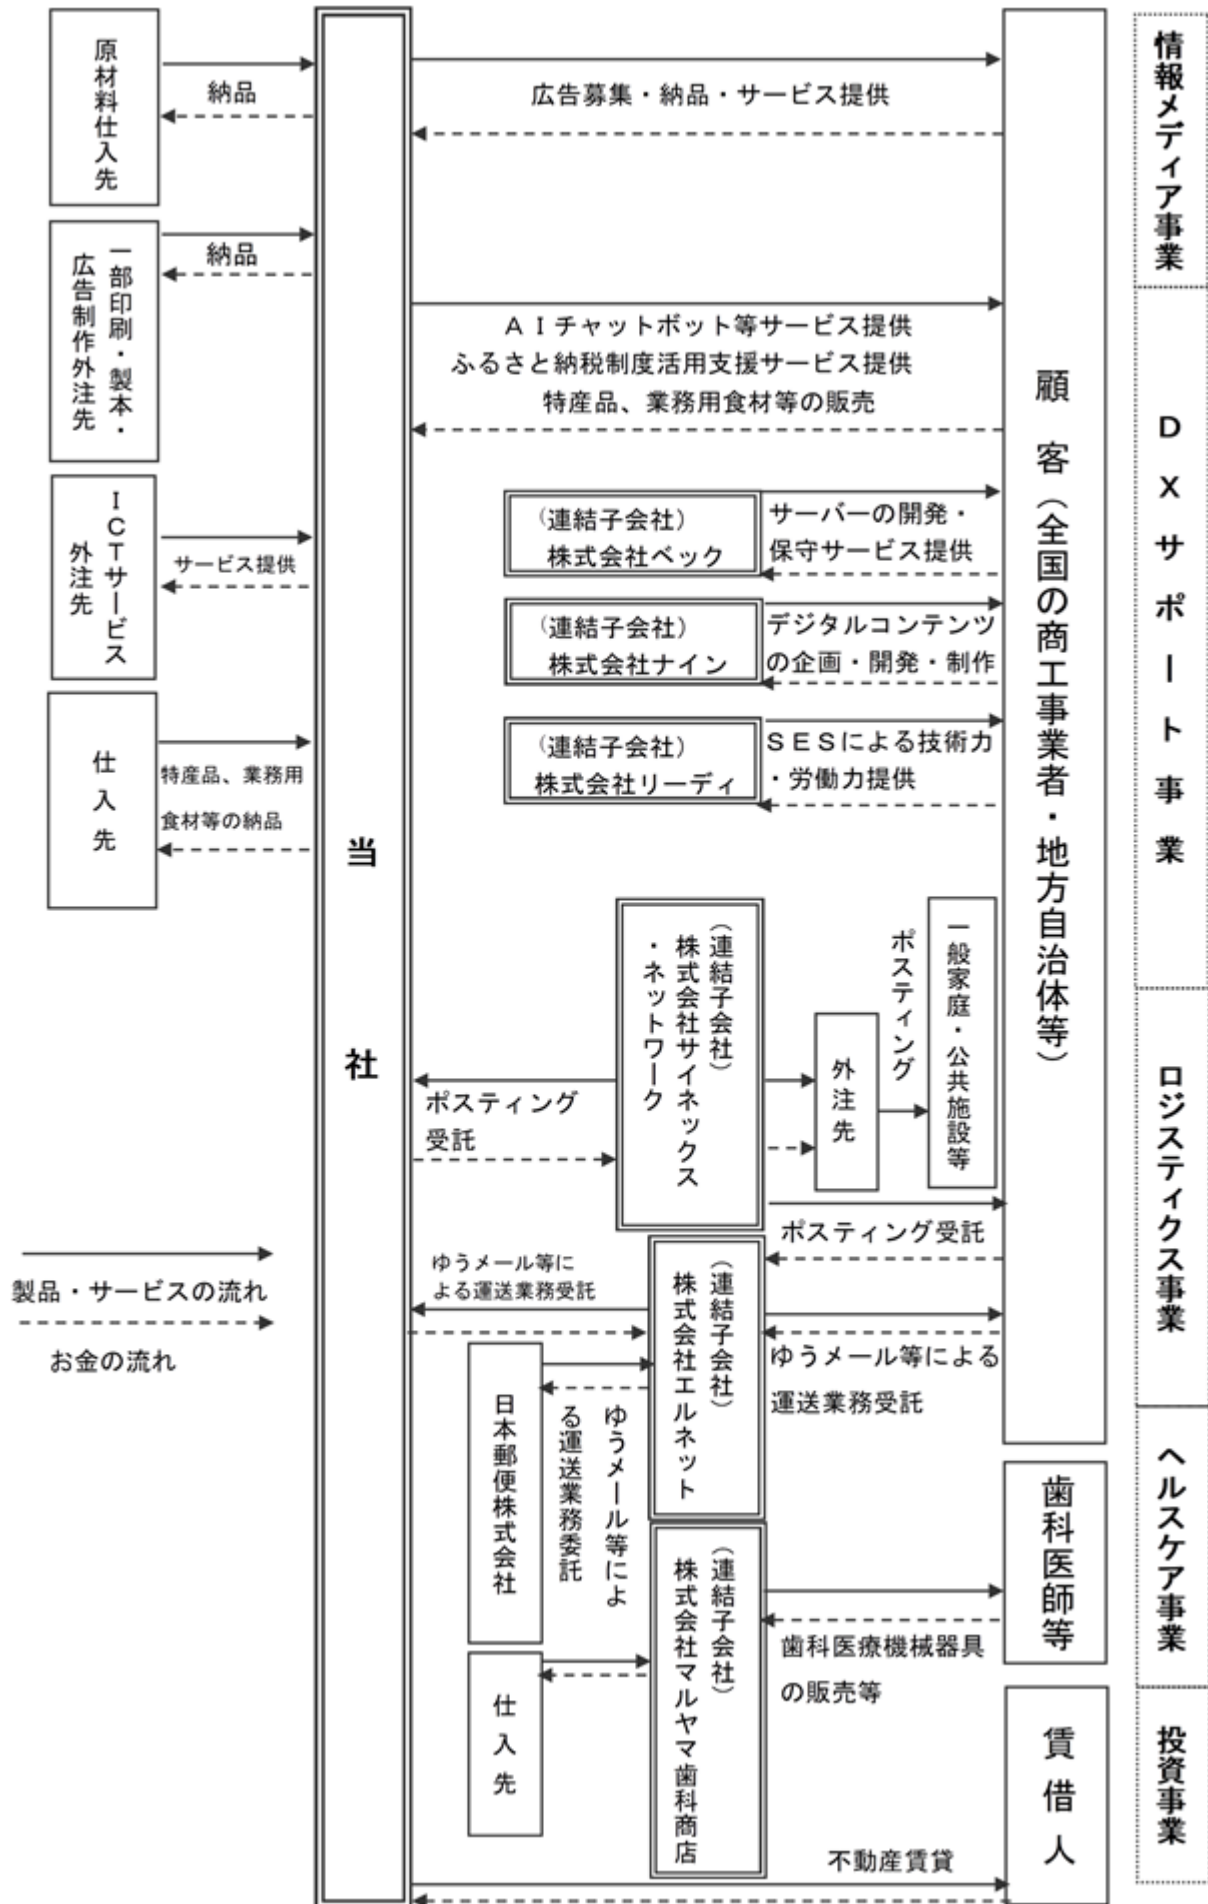 原材料仕入先
納品
広告募集・納品・サービス提供
情報メディア事業
一部印刷・製本・
広告制作外注先
納品
ＡＩチャットボット等サービス提供
ふるさと納税制度活用支援サービス提供
特産品、業務用食材等の販売
顧　客（全国の商工事業者・地方自治体等）
ＤＸサポート事業
当　社
ＩＣＴサービス
外注先
サービス提供
（連結子会社）
株式会社ベック
サーバーの開発・
保守サービス提供
（連結子会社）
株式会社ナイン
デジタルコンテンツ
の企画・開発・制作
（連結子会社）
株式会社リーディ
ＳＥＳによる技術力
・労働力提供
仕入先
特産品、業務用
食材等の納品
（連結子会社）
株式会社サイネックス
・ネットワーク
ポスティング
受託
外注先
ポスティング
一般家庭・公共施設等
ポスティング受託
ロジスティクス事業
製品・サービスの流れ
お金の流れ
ゆうメール等に
よる運送業務受託
（連結子会社）
株式会社エルネット
ゆうメール等による
運送業務受託
日本郵便株式会社
ゆうメール等によ
る運送業務委託
（連結子会社）
株式会社マルヤマ歯科商店
仕入先
歯科医療機械器具
の販売等
歯科医師等
ヘルスケア事業
不動産賃貸
賃借人
投資事業